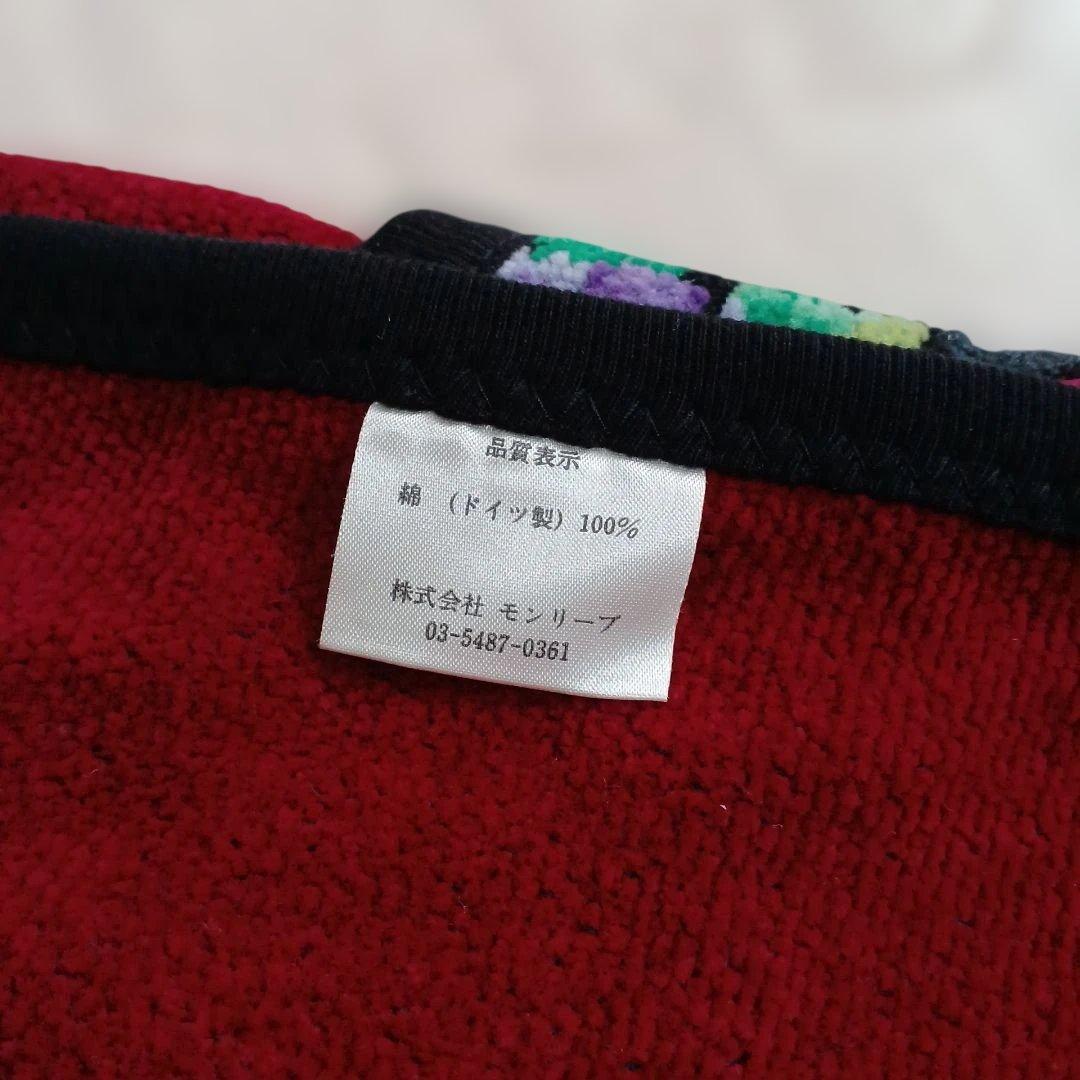 品質表示
綿 (ドイツ製) 100%
株式会社 モンリーブ
03-5487-0361